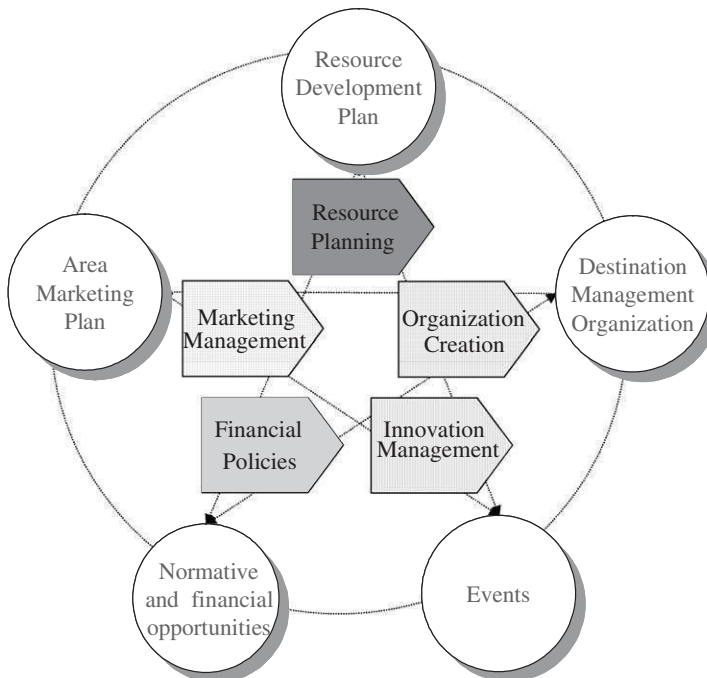 Resource
Development
Plan
Resource
Planning
Area
Marketing
Plan
Destination
Management
Organization
Marketing
Management
Organization
Creation
Financial
Policies
Innovation
Management
Normative
and financial
opportunities
Events